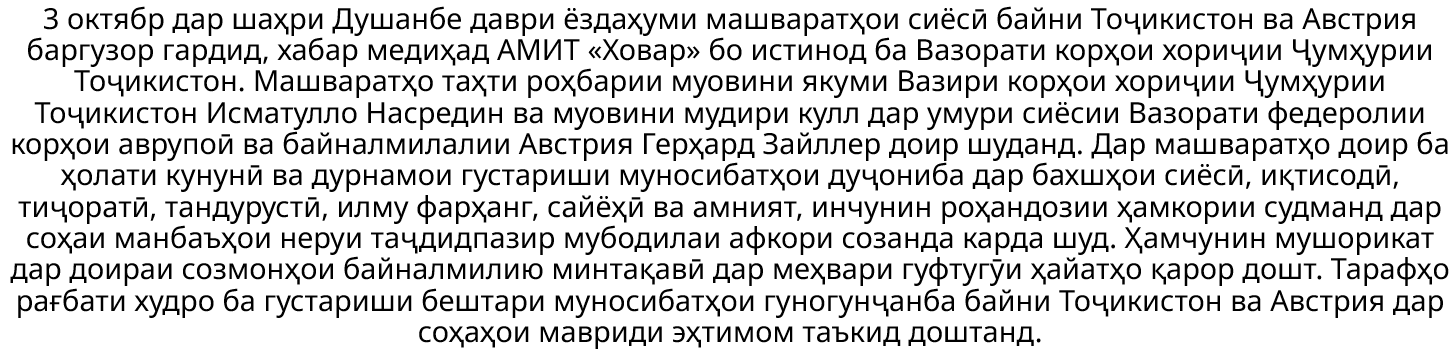 3 октябр дар шаҳри Душанбе даври ёздаҳуми машваратҳои сиёсӣ байни Тоҷикистон ва Австрия
баргузор гардид, хабар медиҳад АМИТ «Ховар» бо истинод ба Вазорати корҳои хориҷии Ҷумҳурии
Тоҷикистон. Машваратҳо таҳти роҳбарии муовини якуми Вазири корҳои хориҷии Ҷумҳурии
Тоҷикистон Исматулло Насредин ва муовини мудири кулл дар умури сиёсии Вазорати федеролии
корҳои аврупоӣ ва байналмилалии Австрия Герҳард Зайллер доир шуданд. Дар машваратҳо доир ба
ҳолати кунунӣ ва дурнамои густариши муносибатҳои дуҷониба дар бахшҳои сиёсӣ, иқтисодӣ,
тиҷоратӣ, тандурустӣ, илму фарҳанг, сайёҳӣ ва амният, инчунин роҳандозии ҳамкории судманд дар
соҳаи манбаъҳои неруи таҷдидпазир мубодилаи афкори созанда карда шуд. Ҳамчунин мушорикат
дар доираи созмонҳои байналмилию минтақавӣ дар меҳвари гуфтугӯи ҳайатҳо қарор дошт. Тарафҳо
рағбати худро ба густариши бештари муносибатҳои гуногунҷанба байни Тоҷикистон ва Австрия дар
соҳаҳои мавриди эҳтимом таъкид доштанд.